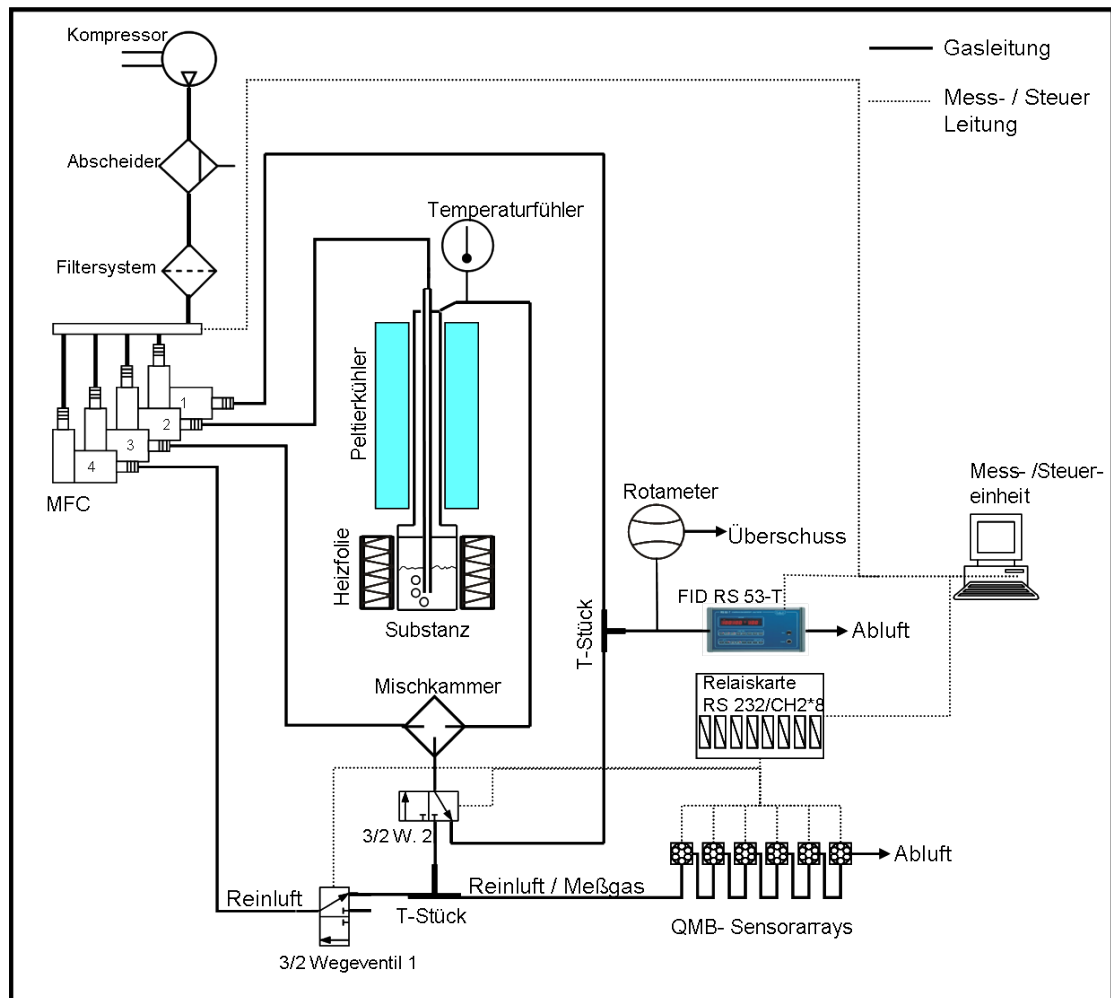 Kompressor
Gasleitung
Mess- / Steuer
Leitung
Abscheider
Temperaturfühler
Filtersystem
1
2
3
4
MFC
Peltierkühler
Heizfolie
Substanz
Rotameter
Überschuss
Mess- /Steuer-
einheit
FID RS 53-T
Abluft
T-Stück
Mischkammer
Relaiskarte
RS 232/CH2*8
3/2 W. 2
Abluft
Reinluft
Reinluft / Meßgas
T-Stück
QMB- Sensorarrays
3/2 Wegeventil 1